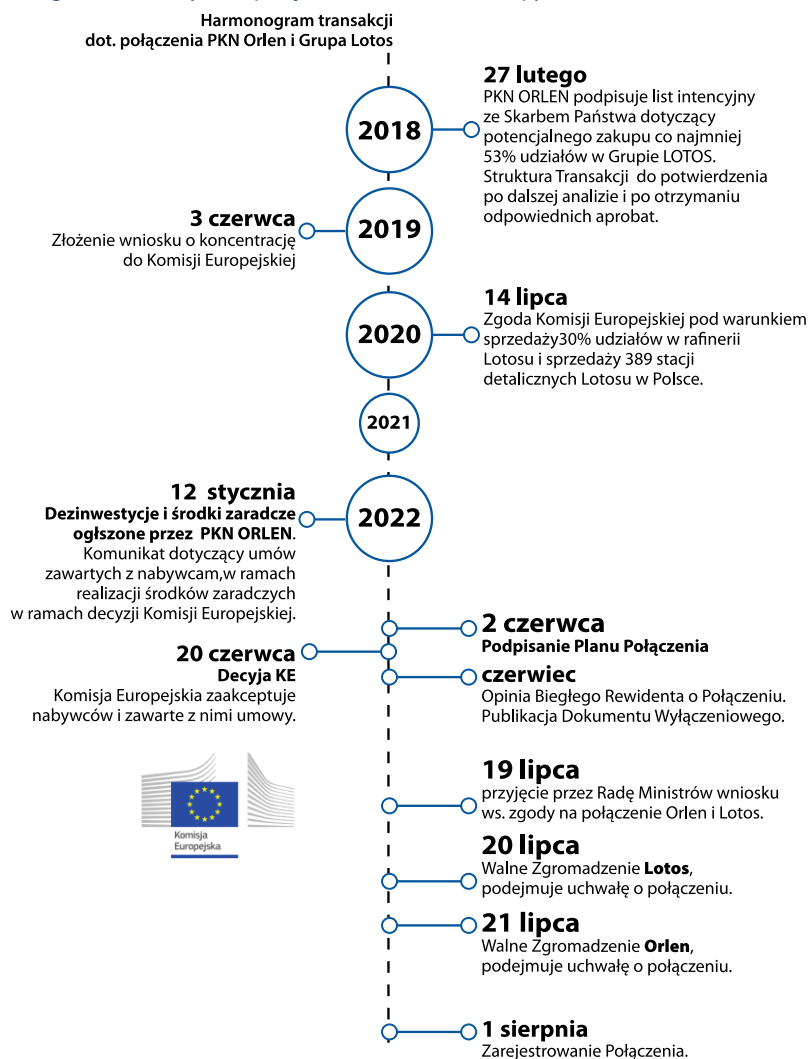 Harmonogram transakcji
dot. połączenia PKN Orlen i Grupa Lotos
2018
27 lutego
PKN ORLEN podpisuje list intencyjny
ze Skarbem Państwa dotyczący
potencjalnego zakupu co najmniej
53% udziałów w Grupie LOTOS.
Struktura Transakcji do potwierdzenia
po dalszej analizie i po otrzymaniu
odpowiednich aprobat.
2019
3 czerwca
Złożenie wniosku o koncentrację
do Komisji Europejskiej
2020
14 lipca
Zgoda Komisji Europejskiej pod warunkiem
sprzedaży30% udziałów w rafinerii
Lotosu i sprzedaży 389 stacji
detalicznych Lotosu w Polsce.
2021
2022
12 stycznia
Dezinwestycje i środki zaradcze
ogłszone przez PKN ORLEN.
Komunikat dotyczący umów
zawartych z nabywcam,w ramach
realizacji środków zaradczych
w ramach decyzji Komisji Europejskiej.
2 czerwca
Podpisanie Planu Połączenia
20 czerwca
Decyja KE
Komisja Europejskia zaakceptuje
nabywców i zawarte z nimi umowy.
czerwiec
Opinia Biegłego Rewidenta o Połączeniu.
Publikacja Dokumentu Wyłączeniowego.
Komisja
Europejska
19 lipca
przyjęcie przez Radę Ministrów wniosku
ws. zgody na połączenie Orlen i Lotos.
20 lipca
Walne Zgromadzenie Lotos,
podejmuje uchwałę o połączeniu.
21 lipca
Walne Zgromadzenie Orlen,
podejmuje uchwałę o połączeniu.
1 sierpnia
Zarejestrowanie Połączenia.